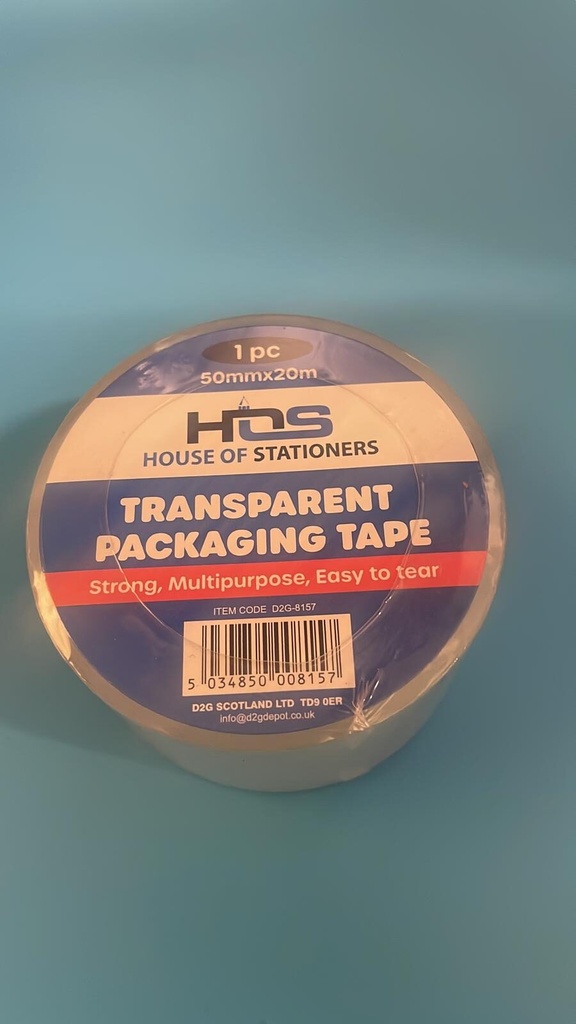 1 pc
50mmx20m
HOS
HOUSE OF STATIONERS
TRANSPARENT
PACKAGING TAPE
Strong, Multipurpose, Easy to tear
ITEM CODE D2G-8157
5 034850 008157
D2G SCOTLAND LTD TD9 0ER
info@d2gdepot.co.uk